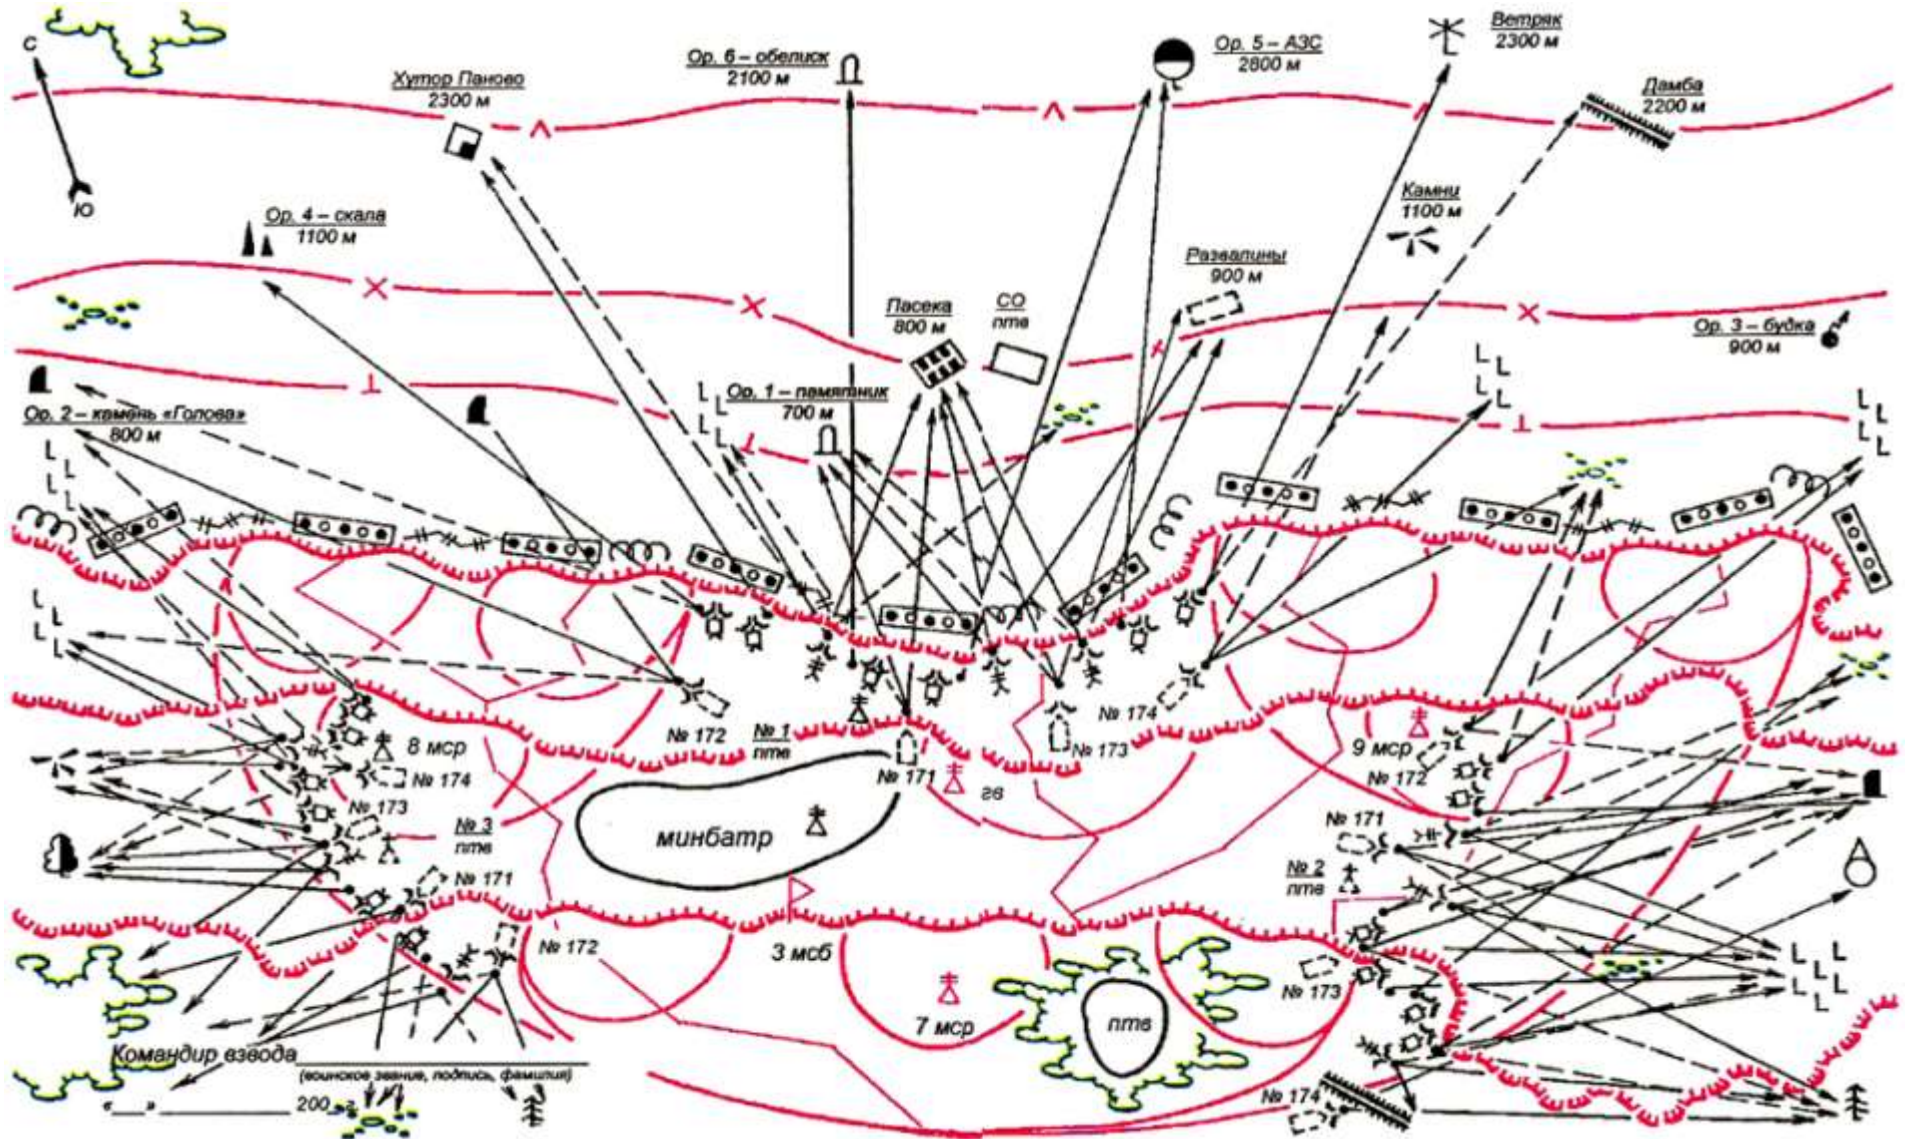 С
Ю
Хутор Паново
2300 м
Ор. 6 – обелиск
2100 м
Ор. 5 – АЗС
2800 м
Ветряк
2300 м
Дамба
2200 м
Ор. 4 – скала
1100 м
Камни
1100 м
Развалины
900 м
Пасека
800 м
СО
птв
Ор. 3 – будка
900 м
Ор. 1 – памятник
700 м
Ор. 2 – камень «Голова»
800 м
№ 174
№ 172
№ 1
птв
№ 173
№ 171
8 мср
№ 174
№ 173
9 мср
№ 172
гв
№ 3
птв
минбатр
№ 171
№ 171
№ 2
птв
№ 172
3 мсб
№ 173
7 мср
птв
№ 174
Командир взвода
(воинское звание, подпись, фамилия)
«___» ____________ 200_г.